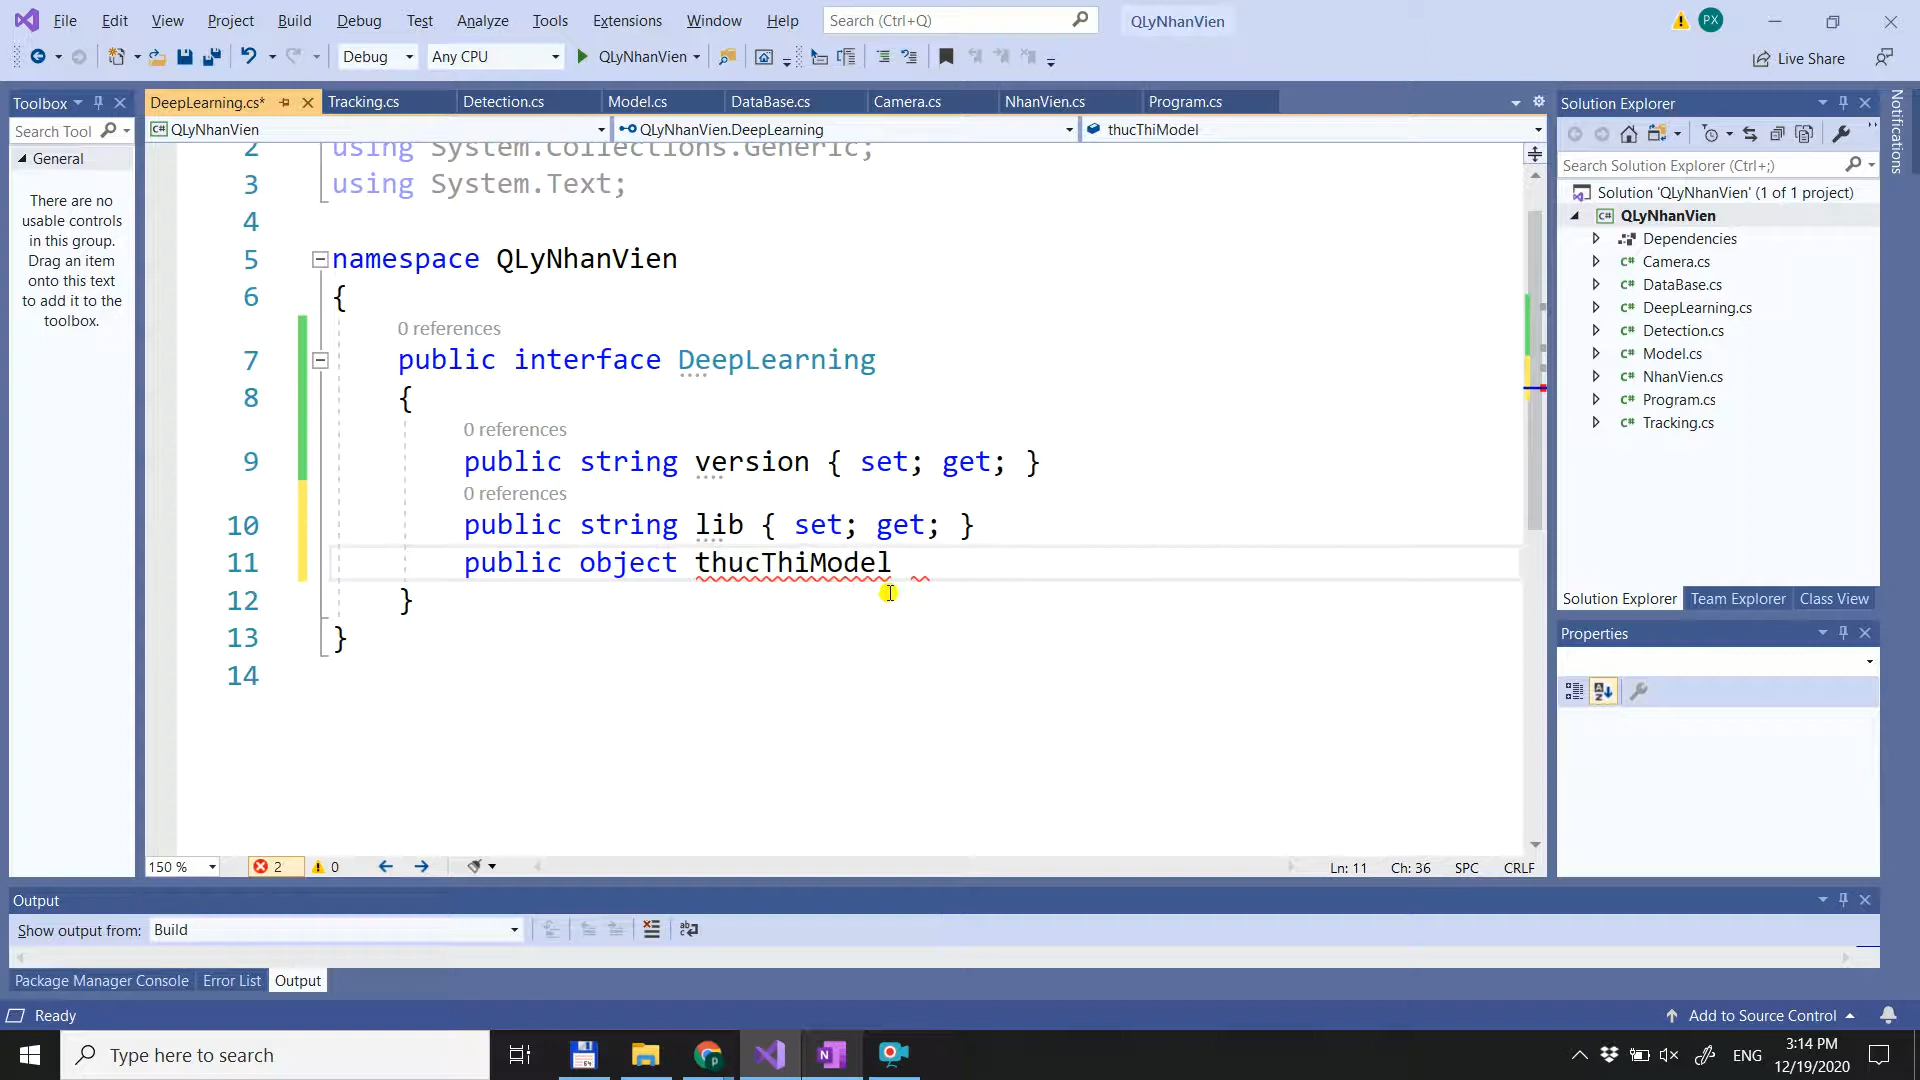 File Edit View Project Build Debug Test Analyze Tools Extensions Window Help Search (Ctrl+Q) QLyNhanVien PX
Debug Any CPU QLyNhanVien Live Share
Toolbox
DeepLearning.cs* Tracking.cs Detection.cs Model.cs DataBase.cs Camera.cs NhanVien.cs Program.cs
Solution Explorer
Notifications
Search Tool
QLyNhanVien QLyNhanVien.DeepLearning thucThiModel
General
There are no
usable controls
in this group.
Drag an item
onto this text
to add it to the
toolbox.
2 using System.Collections.Generic;
3 using System.Text;
4
5 namespace QLyNhanVien
6 {
0 references
7 public interface DeepLearning
8 {
0 references
9 public string version { set; get; }
0 references
10 public string lib { set; get; }
11 public object thucThiModel
12 }
13 }
14
Search Solution Explorer (Ctrl+;)
Solution 'QLyNhanVien' (1 of 1 project)
QLyNhanVien
Dependencies
C# Camera.cs
C# DataBase.cs
C# DeepLearning.cs
C# Detection.cs
C# Model.cs
C# NhanVien.cs
C# Program.cs
C# Tracking.cs
Solution Explorer Team Explorer Class View
Properties
150 % 2 0 Ln: 11 Ch: 36 SPC CRLF
Output
Show output from: Build
Package Manager Console Error List Output
Ready Add to Source Control
Type here to search
ENG 3:14 PM
12/19/2020